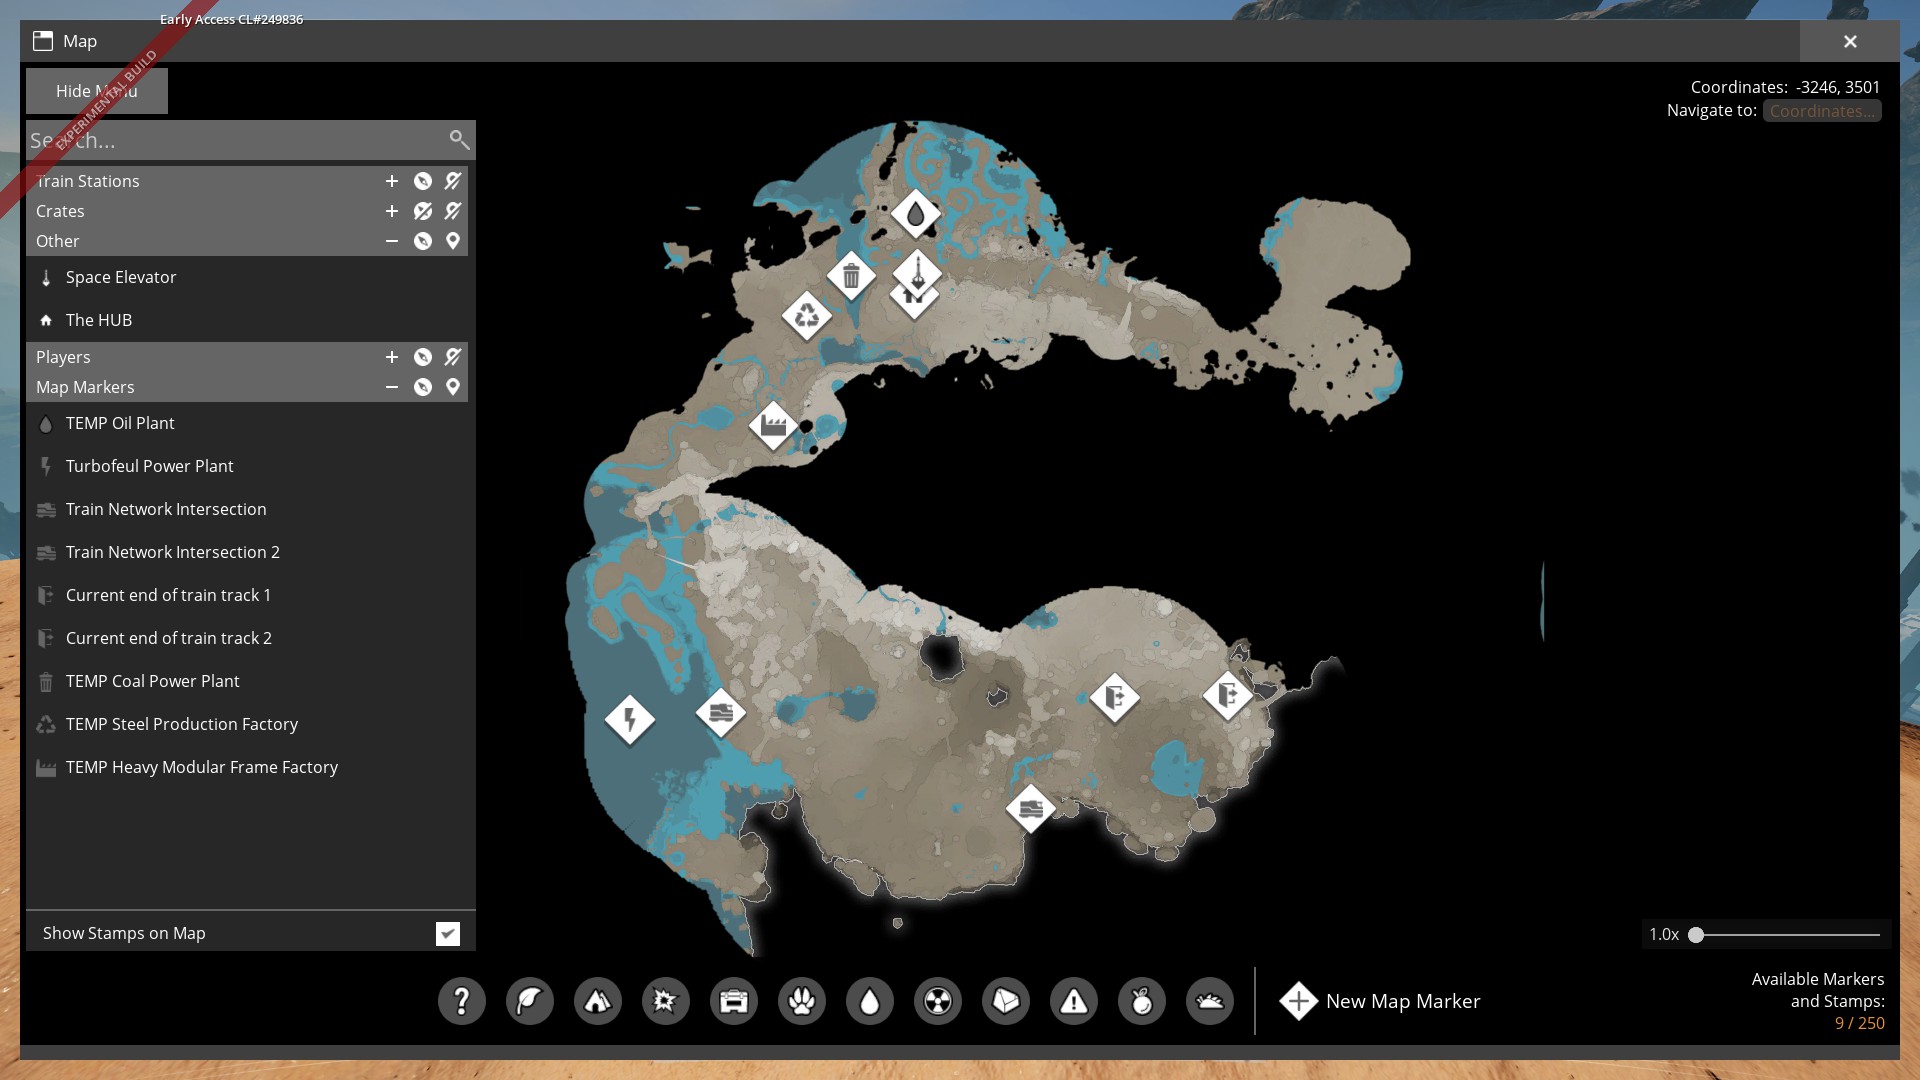 Early Access CL#249836
EXPERIMENTAL BUILD
Map
Hide Menu
Coordinates: -3246, 3501
Navigate to: Coordinates...
Search...
Train Stations
Crates
Other
Space Elevator
The HUB
Players
Map Markers
TEMP Oil Plant
Turbofeul Power Plant
Train Network Intersection
Train Network Intersection 2
Current end of train track 1
Current end of train track 2
TEMP Coal Power Plant
TEMP Steel Production Factory
TEMP Heavy Modular Frame Factory
Show Stamps on Map
1.0x
New Map Marker
Available Markers
and Stamps:
9 / 250